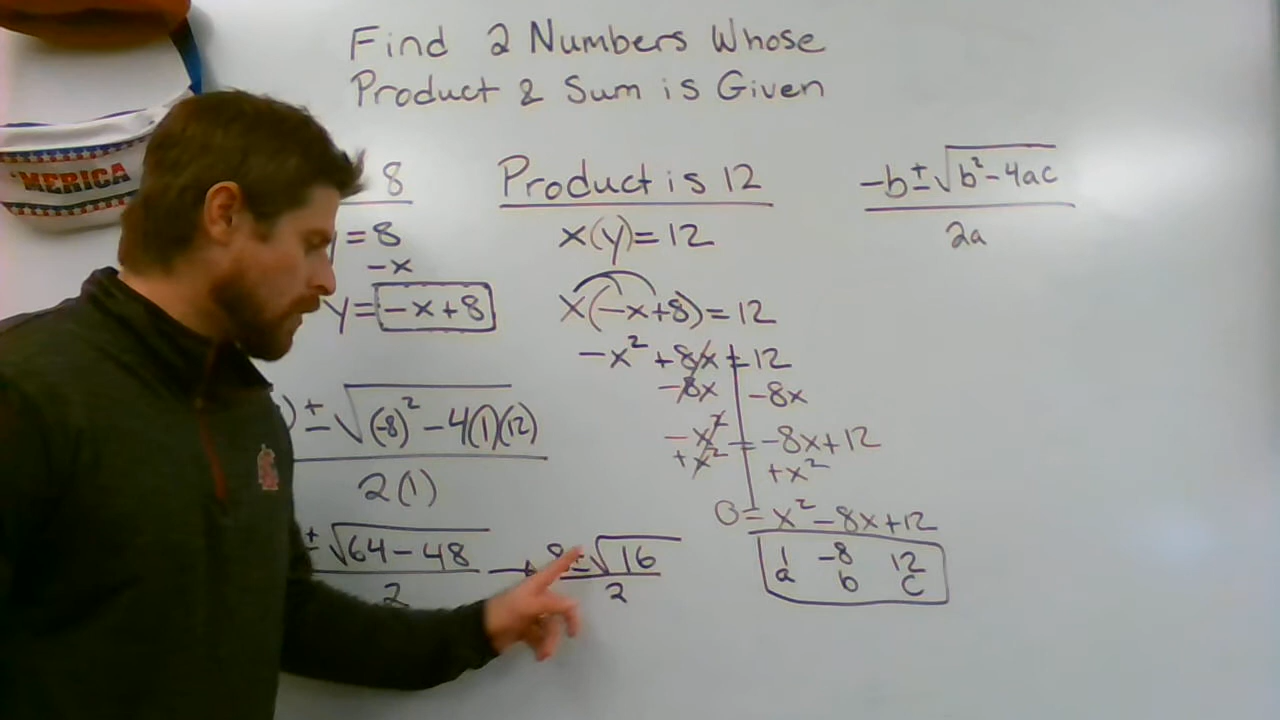 Find 2 Numbers Whose
Product & Sum is Given
'MERICA
8
=8
-x
y=-x+8
Product is 12
x(y)=12
x(-x+8)=12
-x²+8x=12
-8x -8x
-x²=-8x+12
+x² +x²
0=x²-8x+12
1 -8 12
a b c
-b±√b²-4ac
2a
)±√(-8)²-4(1)(12)
2(1)
±√64-48 → 8±√16
2 2